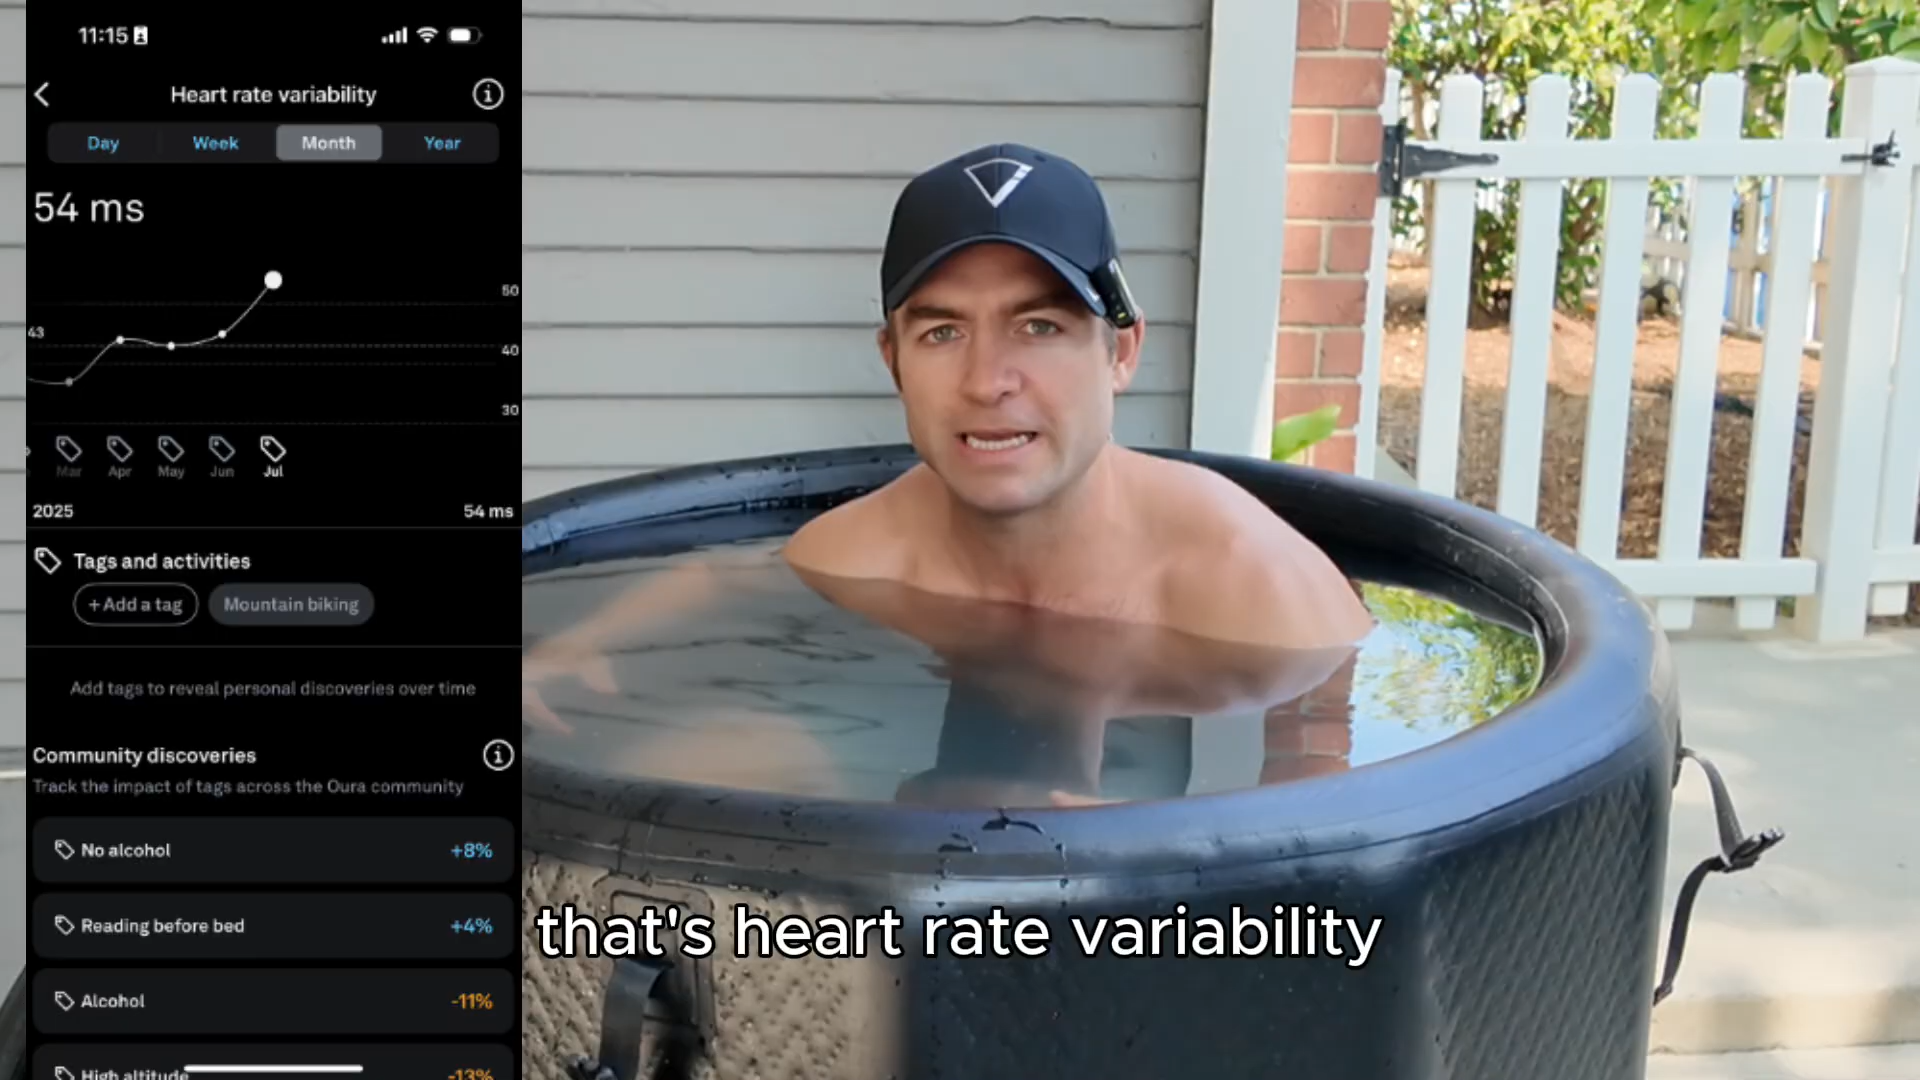 11:15
Heart rate variability
Day Week Month Year
54 ms
50
43
40
30
Mar Apr May Jun Jul
2025 54 ms
Tags and activities
+Add a tag Mountain biking
Add tags to reveal personal discoveries over time
Community discoveries
Track the impact of tags across the Oura community
No alcohol +8%
Reading before bed +4%
Alcohol -11%
High altitude -13%
that's heart rate variability